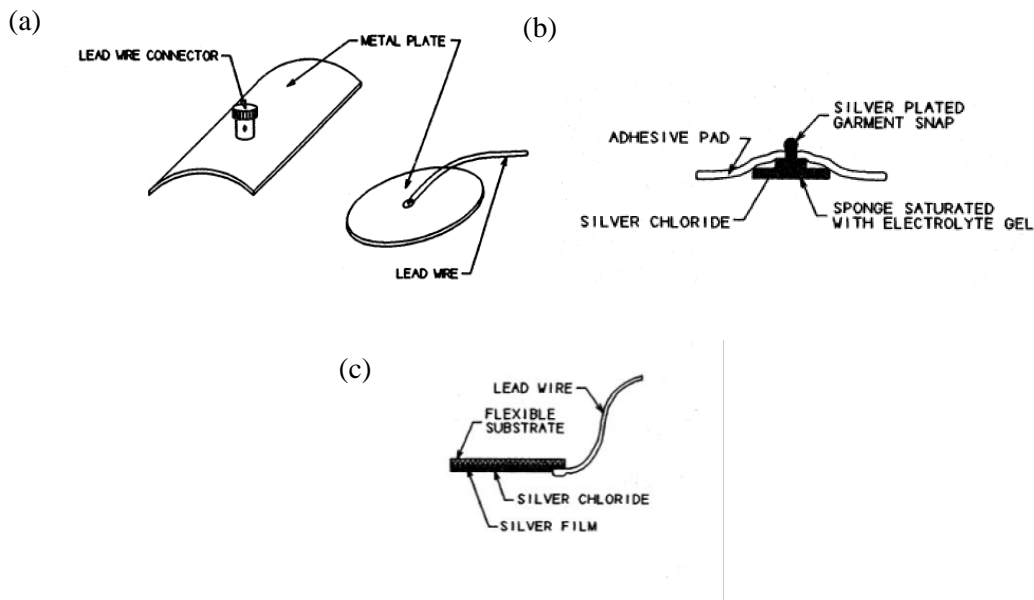 (a)
LEAD WIRE CONNECTOR
METAL PLATE
LEAD WIRE
(b)
SILVER PLATED
GARMENT SNAP
ADHESIVE PAD
SILVER CHLORIDE
SPONGE SATURATED
WITH ELECTROLYTE GEL
(c)
LEAD WIRE
FLEXIBLE
SUBSTRATE
SILVER CHLORIDE
SILVER FILM